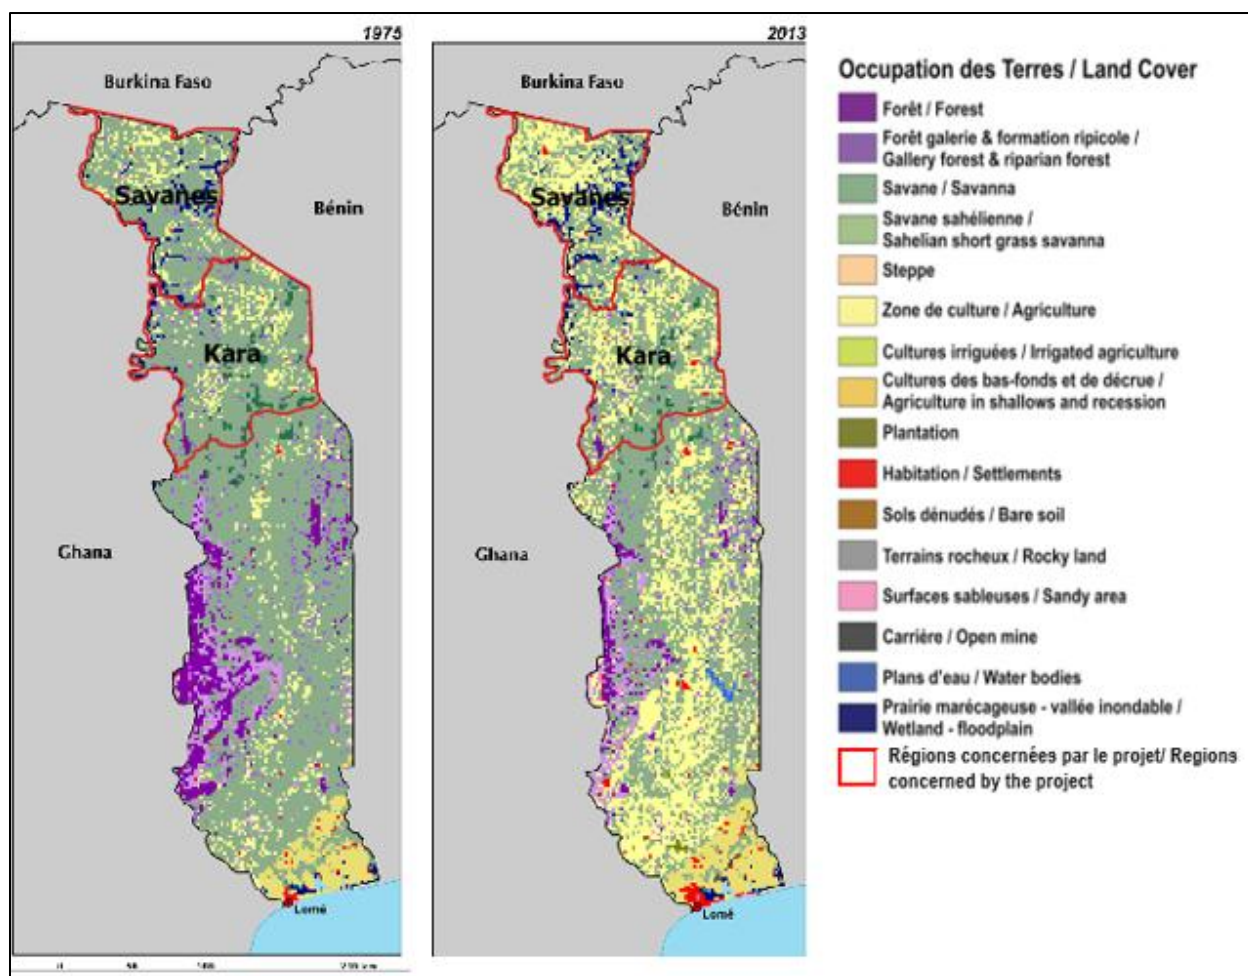 1975
Burkina Faso
Savanes
Bénin
Kara
Ghana
Lomé
2013
Burkina Faso
Savanes
Bénin
Kara
Ghana
Lomé
Occupation des Terres / Land Cover
Forêt / Forest
Forêt galerie & formation ripicole /
Gallery forest & riparian forest
Savane / Savanna
Savane sahélienne /
Sahelian short grass savanna
Steppe
Zone de culture / Agriculture
Cultures irriguées / Irrigated agriculture
Cultures des bas-fonds et de décrue /
Agriculture in shallows and recession
Plantation
Habitation / Settlements
Sols dénudés / Bare soil
Terrains rocheux / Rocky land
Surfaces sableuses / Sandy area
Carrière / Open mine
Plans d'eau / Water bodies
Prairie marécageuse - vallée inondable /
Wetland - floodplain
Régions concernées par le projet/ Regions
concerned by the project